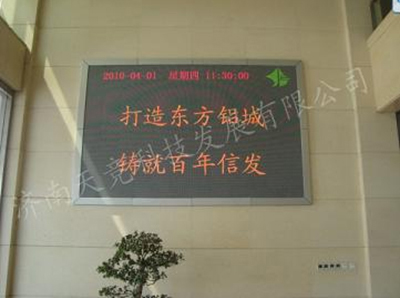 2010-04-01 星期四 11:30:00
打造东方铝城
铸就百年信发
济南天竞科技发展有限公司